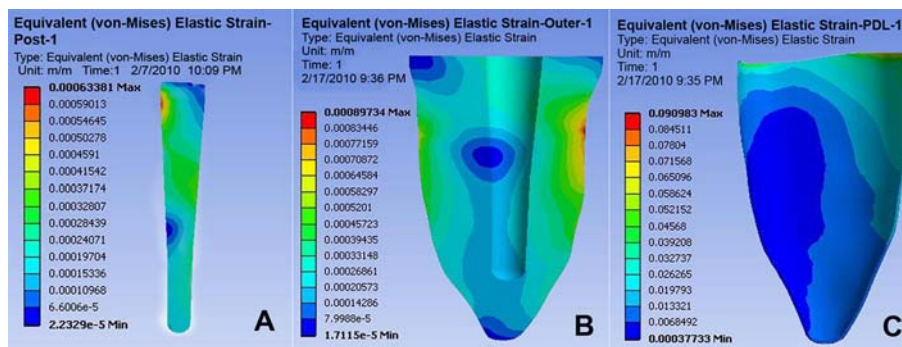 Equivalent (von-Mises) Elastic Strain-
Post-1
Type: Equivalent (von-Mises) Elastic Strain
Unit: m/m Time:1 2/7/2010 10:09 PM
0.00063381 Max
0.00059013
0.00054645
0.00050278
0.0004591
0.00041542
0.00037174
0.00032807
0.00028439
0.00024071
0.00019704
0.00015336
0.00010968
6.6006e-5
2.2329e-5 Min
A
Equivalent (von-Mises) Elastic Strain-Outer-1
Type: Equivalent (von-Mises) Elastic Strain
Unit: m/m
Time: 1
2/17/2010 9:36 PM
0.00089734 Max
0.00083446
0.00077159
0.00070872
0.00064584
0.00058297
0.0005201
0.00045723
0.00039435
0.00033148
0.00026861
0.00020573
0.00014286
7.9988e-5
1.7115e-5 Min
B
Equivalent (von-Mises) Elastic Strain-PDL-1
Type: Equivalent (von-Mises) Elastic Strain
Unit: m/m
Time: 1
2/17/2010 9:35 PM
0.090983 Max
0.084511
0.07804
0.071568
0.065096
0.058624
0.052152
0.04568
0.039208
0.032737
0.026265
0.019793
0.013321
0.0068492
0.00037733 Min
C